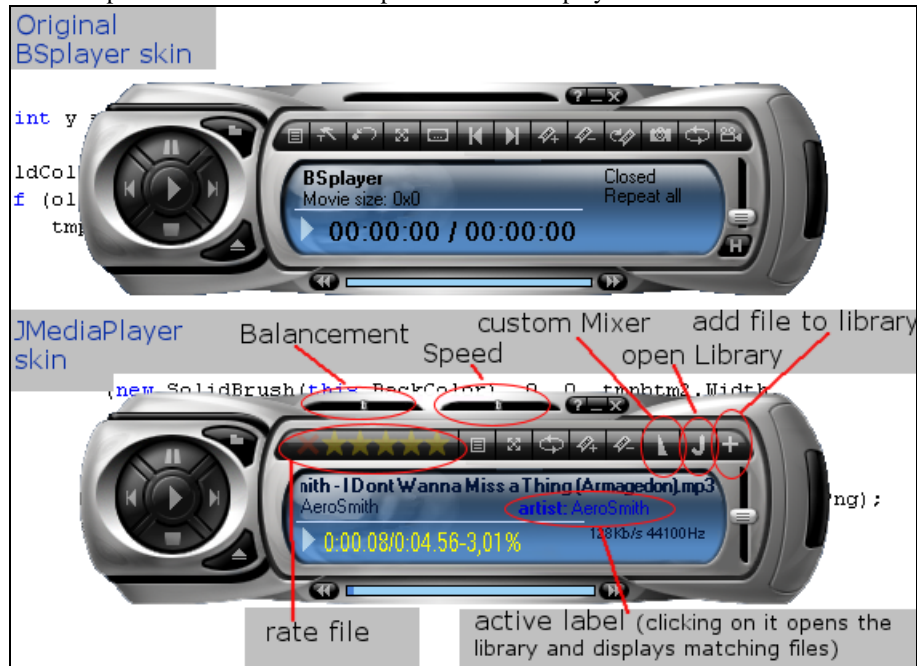 Original
BSplayer skin
int y
? _ X
ldCol
BSplayer
Closed
f (ol
Movie size: 0x0
Repeat all
tmp
00:00:00 / 00:00:00
H
JMediaPlayer
skin
Balancement
Speed
custom Mixer
open Library
add file to library
(new SolidBrush(this.BackColor), 0, 0, tmpbtm2.Width
? _ X
nith - I Dont Wanna Miss a Thing (Armagedon).mp3
AeroSmith
artist: AeroSmith
ng);
0:00.08/0:04.56-3,01%
128Kb/s 44100Hz
rate file
active label (clicking on it opens the
library and displays matching files)